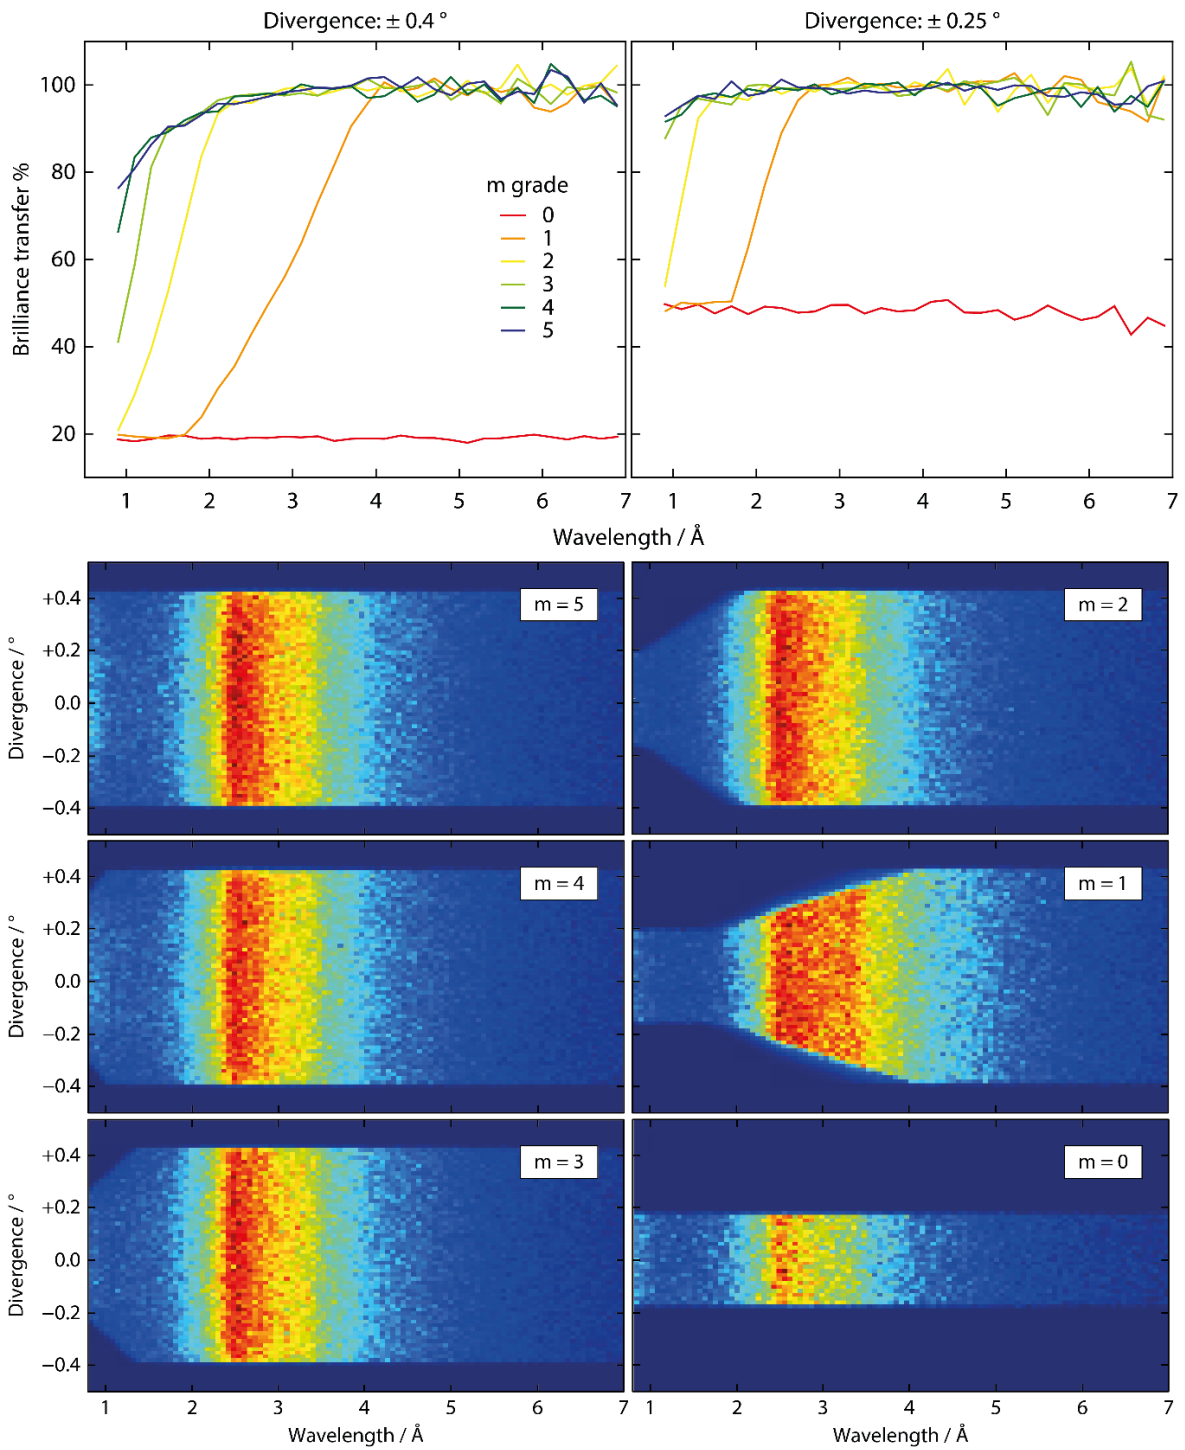 Divergence: ± 0.4 °
Divergence: ± 0.25 °
Brilliance transfer %
100
80
60
40
20
m grade
0
1
2
3
4
5
1 2 3 4 5 6 7
1 2 3 4 5 6 7
Wavelength / Å
Divergence / °
+0.4
+0.2
0.0
−0.2
−0.4
m = 5
m = 2
Divergence / °
+0.4
+0.2
0.0
−0.2
−0.4
m = 4
m = 1
Divergence / °
+0.4
+0.2
0.0
−0.2
−0.4
m = 3
m = 0
1 2 3 4 5 6 7
1 2 3 4 5 6 7
Wavelength / Å
Wavelength / Å